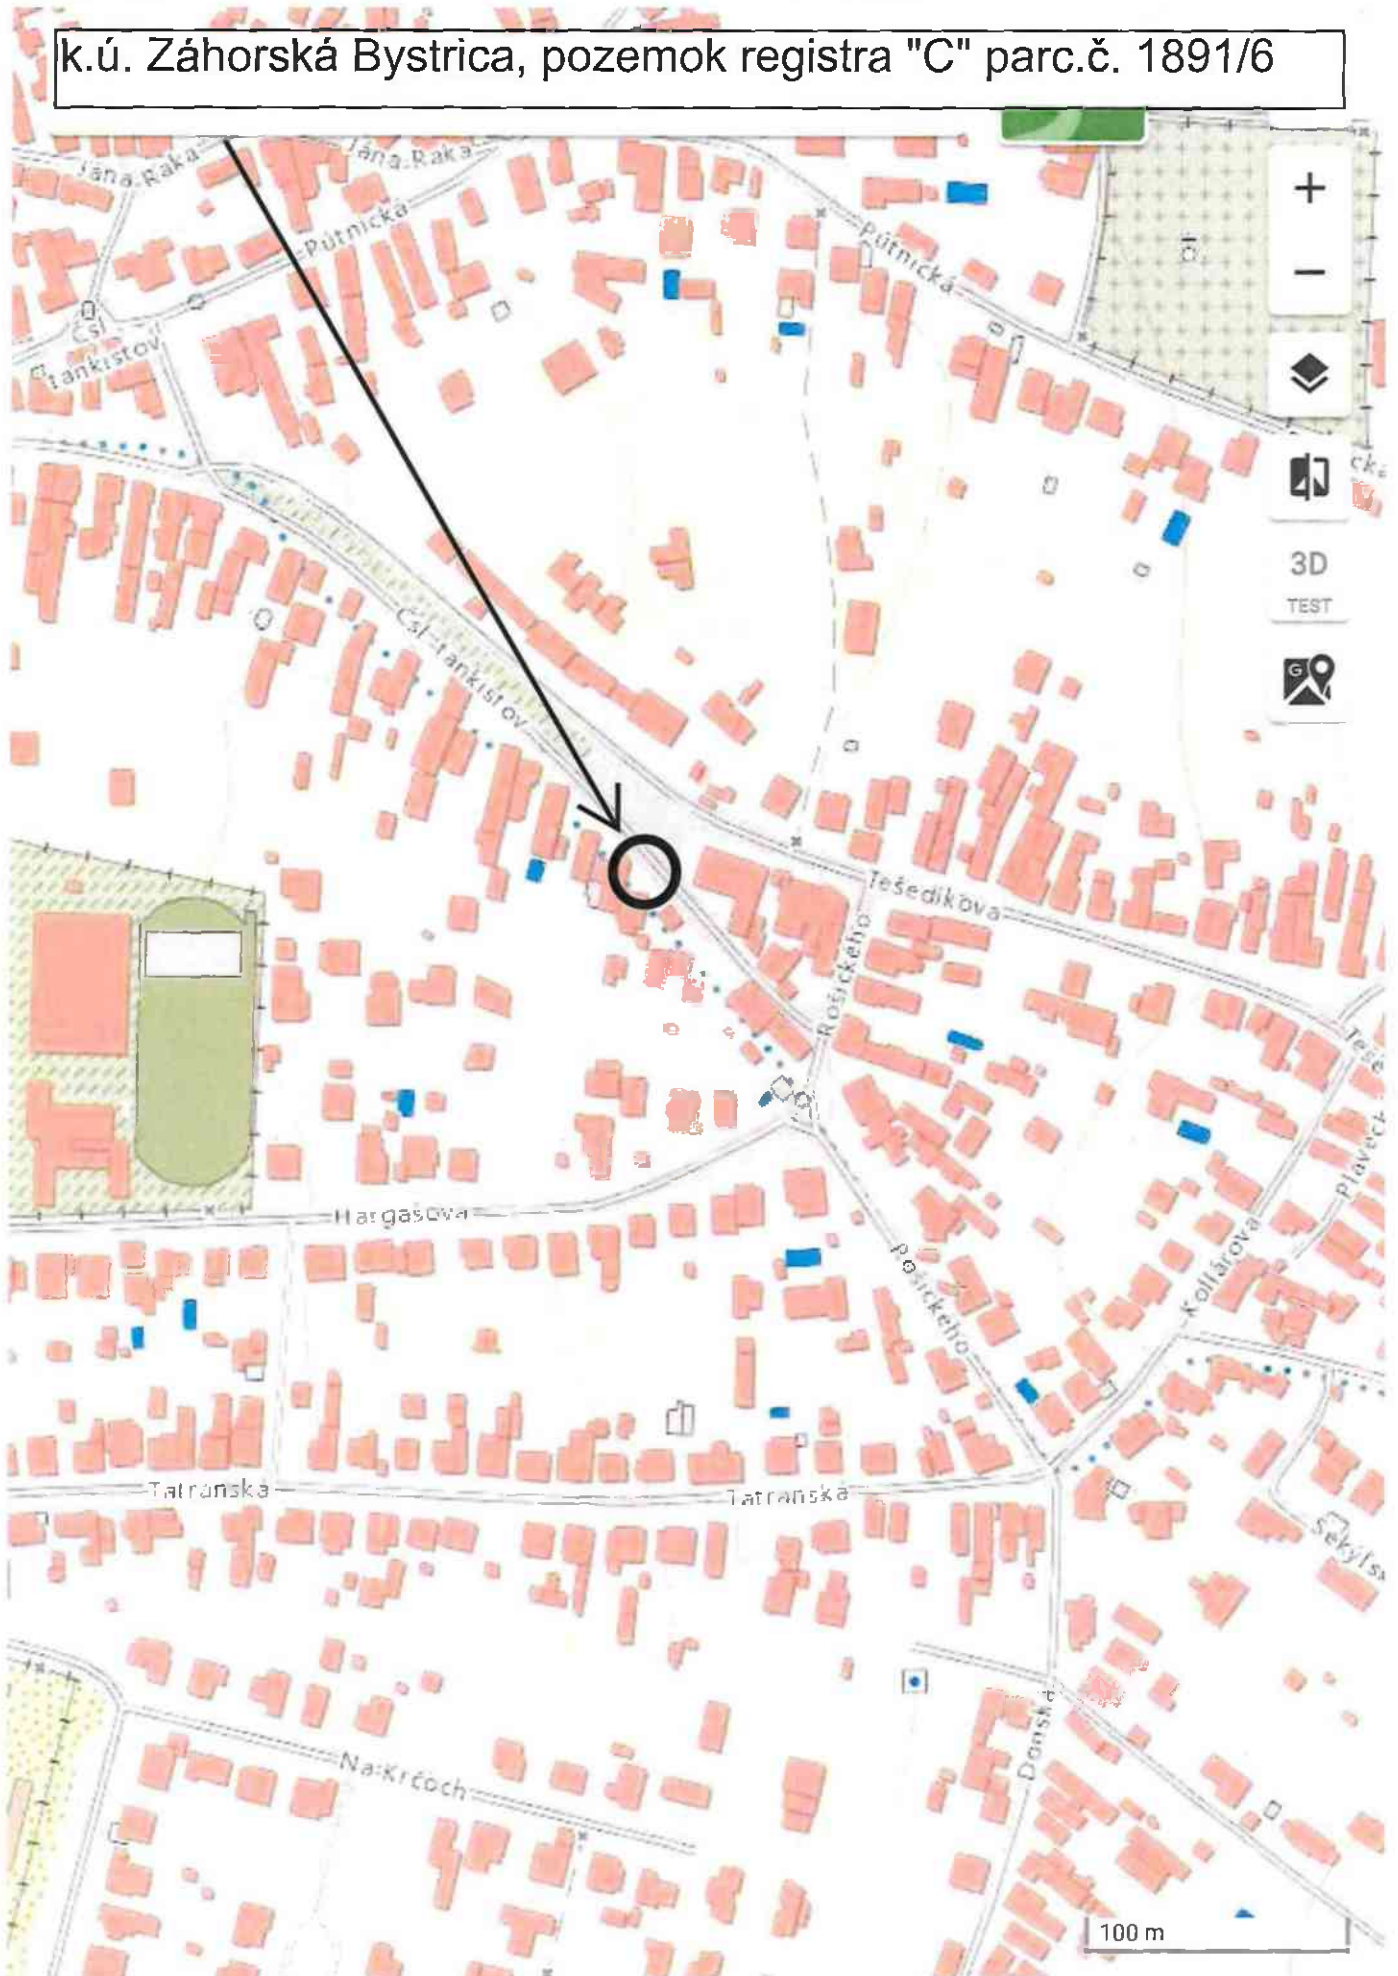 k.ú. Záhorská Bystrica, pozemok registra "C" parc.č. 1891/6
Jána Raka
Jána Raka
Pútnická
Pútnická
+
−
Čsl
tankistov
3D
TEST
G
Čsl tankistov
Tešedíkova
Rošického
Hargašova
Rošického
Kollárova
Tatranská
Tatranská
Donská
Na Krčoch
100 m